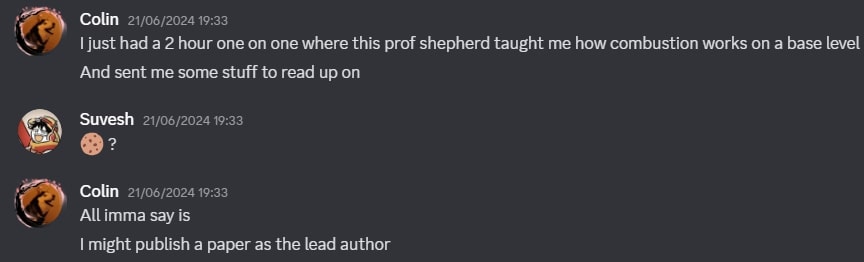 Colin 21/06/2024 19:33
I just had a 2 hour one on one where this prof shepherd taught me how combustion works on a base level
And sent me some stuff to read up on
Suvesh 21/06/2024 19:33
🍪 ?
Colin 21/06/2024 19:33
All imma say is
I might publish a paper as the lead author